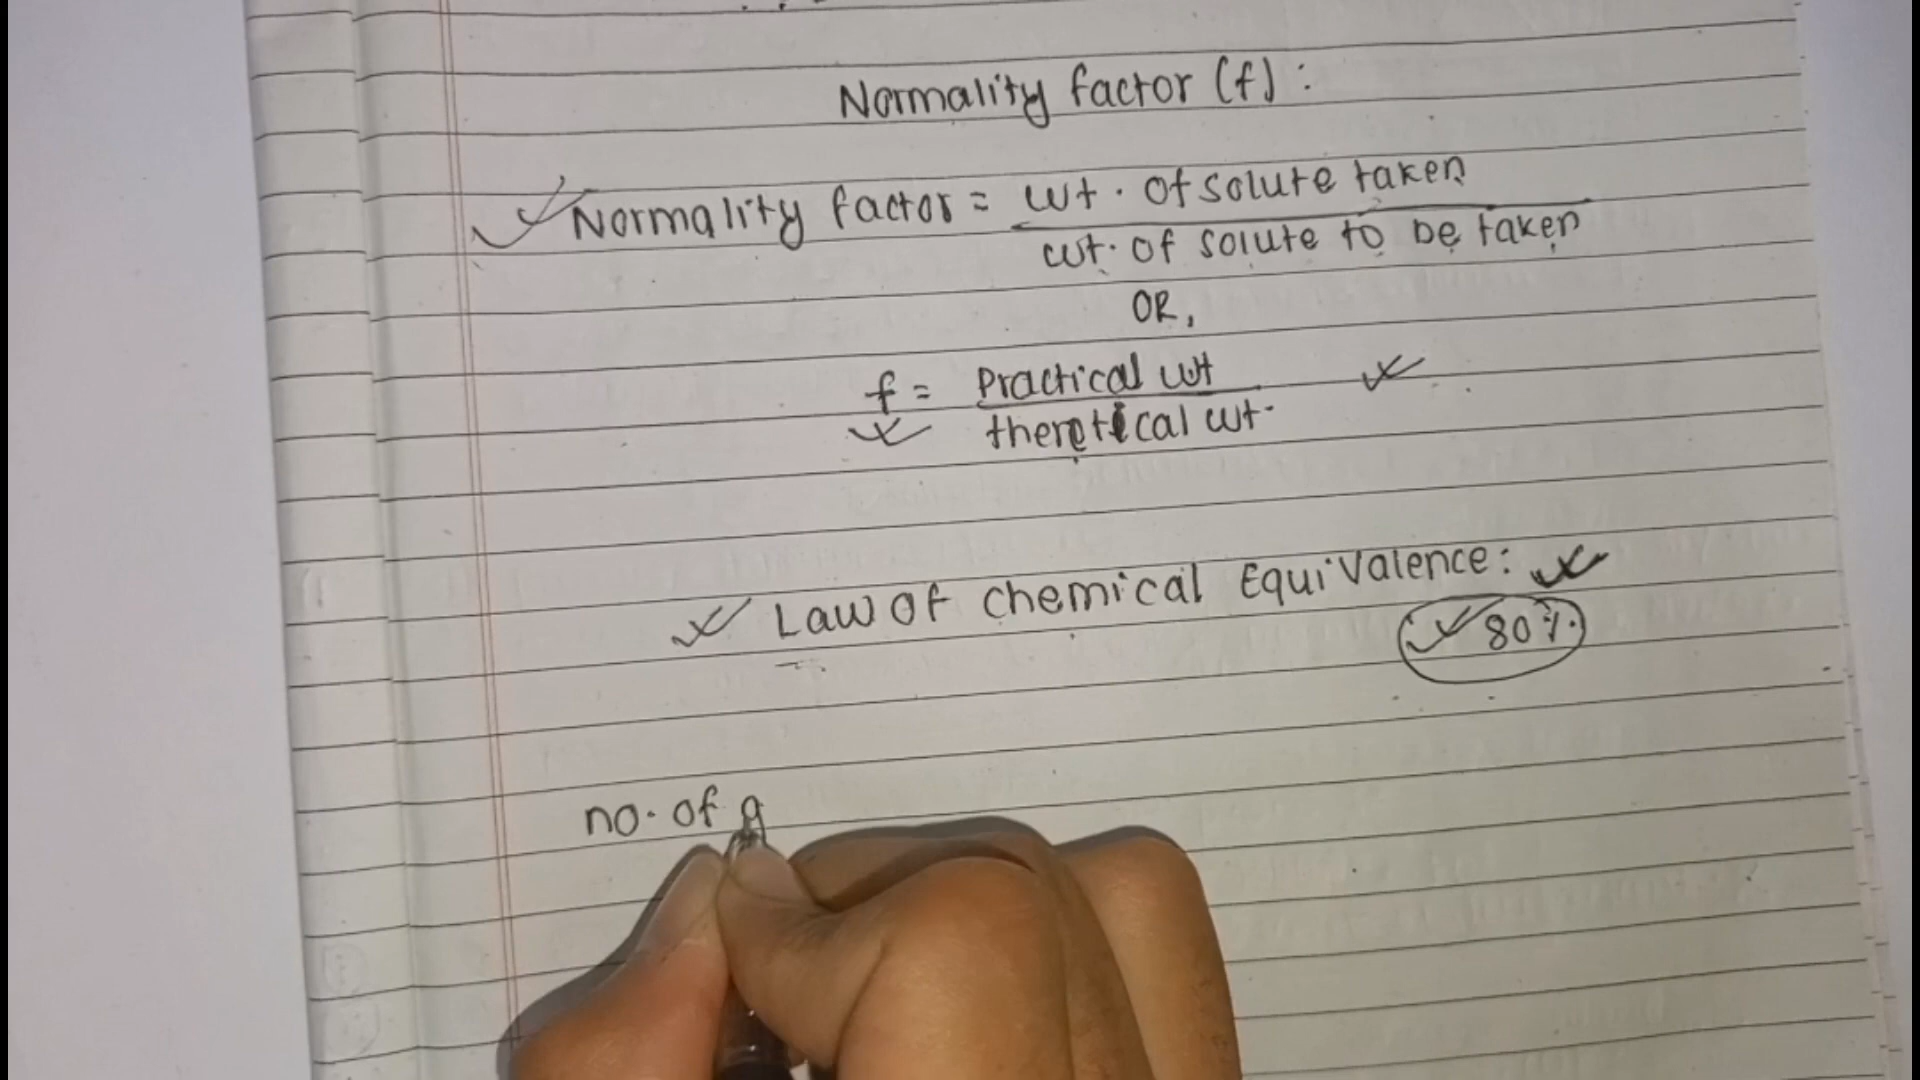 Normality factor (f) :
Normality factor = wt. of solute taken
wt. of solute to be taken
OR,
f = Practical wt
theretical wt.
Law of chemical Equivalence :
80%
no. of g